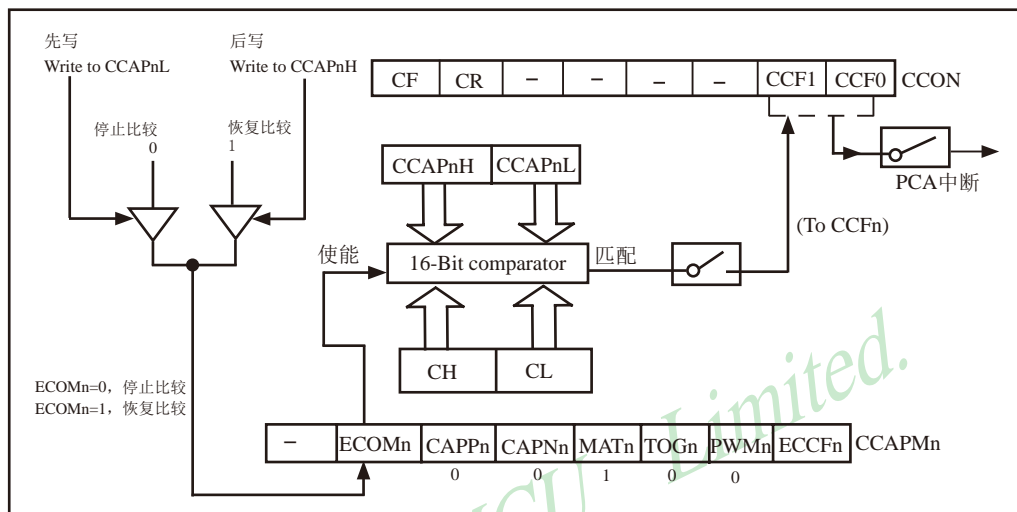 先写
Write to CCAPnL
后写
Write to CCAPnH
停止比较
0
恢复比较
1
CF CR – – – – CCF1 CCF0 CCON
PCA中断
(To CCFn)
CCAPnH CCAPnL
使能
16-Bit comparator
匹配
CH CL
ECOMn=0，停止比较
ECOMn=1，恢复比较
– ECOMn CAPPn CAPNn MATn TOGn PWMn ECCFn CCAPMn
0 0 1 0 0
MCU Limited.